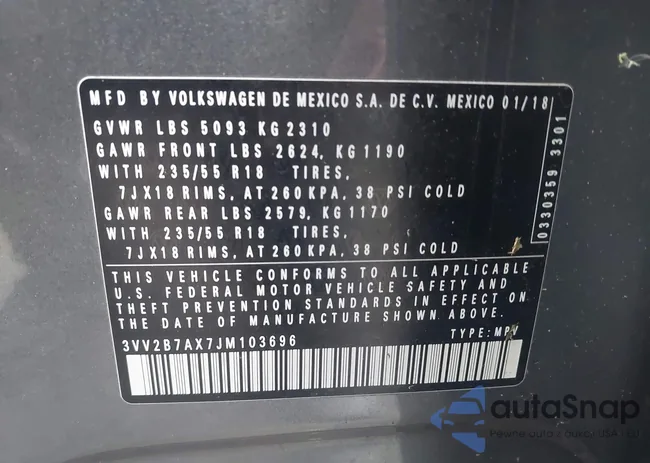 MFD BY VOLKSWAGEN DE MEXICO S.A. DE C.V. MEXICO 01/18
GVWR LBS 5093 KG 2310
GAWR FRONT LBS 2624, KG 1190
WITH 235/55 R18 TIRES,
7JX18 RIMS, AT 260 KPA, 38 PSI COLD
GAWR REAR LBS 2579, KG 1170
WITH 235/55 R18 TIRES,
7JX18 RIMS, AT 260 KPA, 38 PSI COLD
0330359 3301
THIS VEHICLE CONFORMS TO ALL APPLICABLE
U.S. FEDERAL MOTOR VEHICLE SAFETY AND
THEFT PREVENTION STANDARDS IN EFFECT ON
THE DATE OF MANUFACTURE SHOWN ABOVE
3VV2B7AX7JM103696 TYPE: MPV
autaSnap
Pewne auta z USA